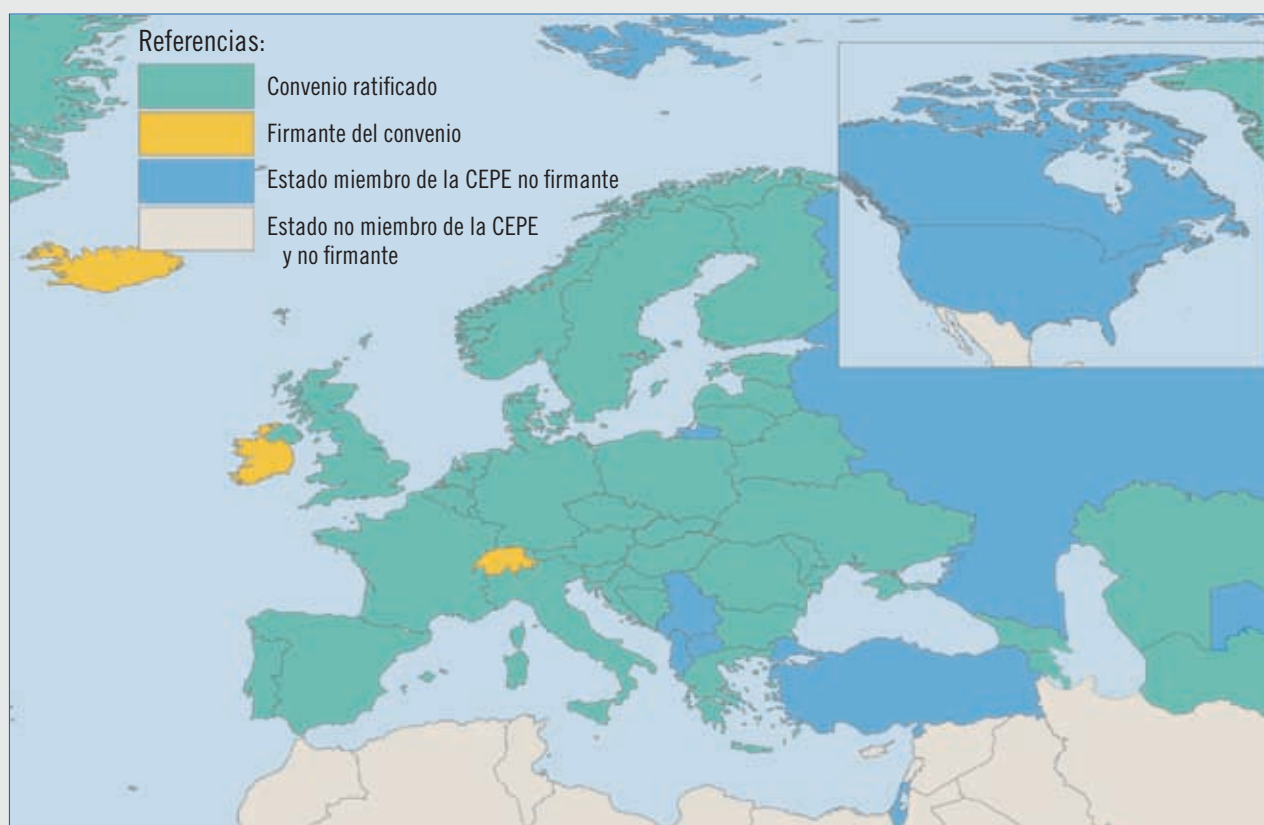 Referencias:
Convenio ratificado
Firmante del convenio
Estado miembro de la CEPE no firmante
Estado no miembro de la CEPE
y no firmante